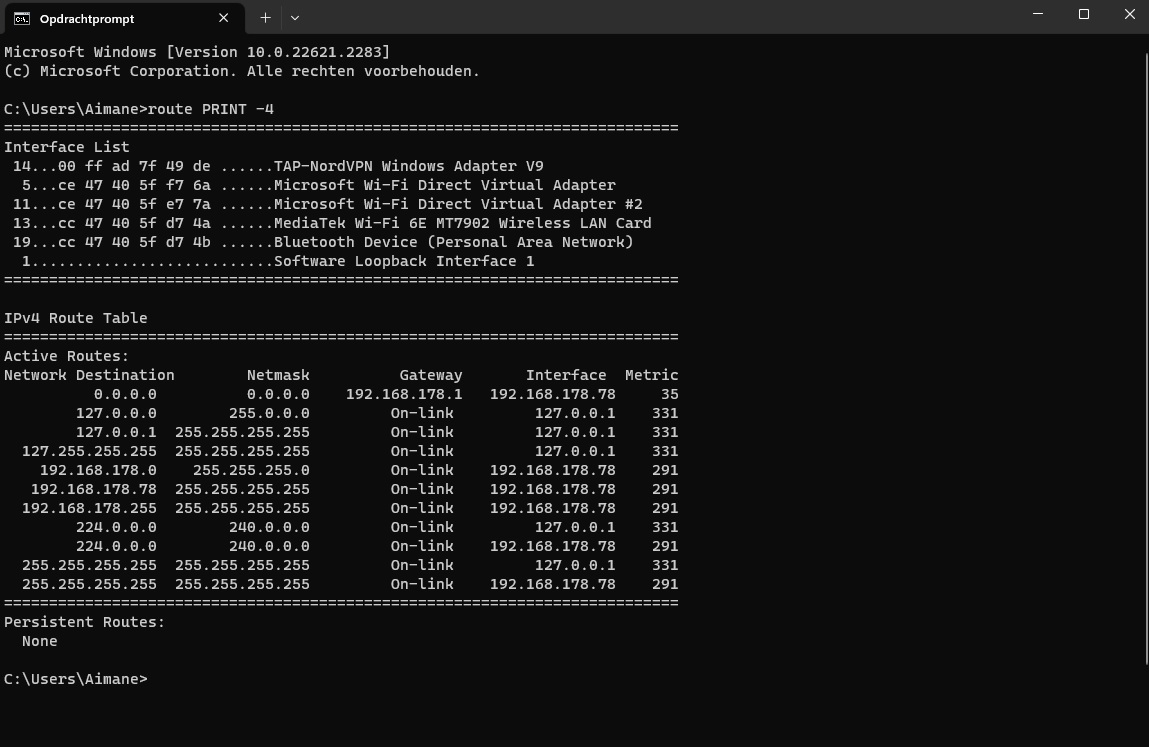 Opdrachtprompt
Microsoft Windows [Version 10.0.22621.2283]
(c) Microsoft Corporation. Alle rechten voorbehouden.
C:\Users\Aimane>route PRINT -4
===========================================================================
Interface List
 14...00 ff ad 7f 49 de ......TAP-NordVPN Windows Adapter V9
  5...ce 47 40 5f f7 6a ......Microsoft Wi-Fi Direct Virtual Adapter
 11...ce 47 40 5f e7 7a ......Microsoft Wi-Fi Direct Virtual Adapter #2
 13...cc 47 40 5f d7 4a ......MediaTek Wi-Fi 6E MT7902 Wireless LAN Card
 19...cc 47 40 5f d7 4b ......Bluetooth Device (Personal Area Network)
  1...........................Software Loopback Interface 1
===========================================================================
IPv4 Route Table
===========================================================================
Active Routes:
Network Destination        Netmask          Gateway       Interface  Metric
          0.0.0.0          0.0.0.0    192.168.178.1   192.168.178.78     35
        127.0.0.0        255.0.0.0         On-link         127.0.0.1    331
        127.0.0.1  255.255.255.255         On-link         127.0.0.1    331
  127.255.255.255  255.255.255.255         On-link         127.0.0.1    331
    192.168.178.0    255.255.255.0         On-link    192.168.178.78    291
   192.168.178.78  255.255.255.255         On-link    192.168.178.78    291
  192.168.178.255  255.255.255.255         On-link    192.168.178.78    291
        224.0.0.0        240.0.0.0         On-link         127.0.0.1    331
        224.0.0.0        240.0.0.0         On-link    192.168.178.78    291
  255.255.255.255  255.255.255.255         On-link         127.0.0.1    331
  255.255.255.255  255.255.255.255         On-link    192.168.178.78    291
===========================================================================
Persistent Routes:
  None
C:\Users\Aimane>